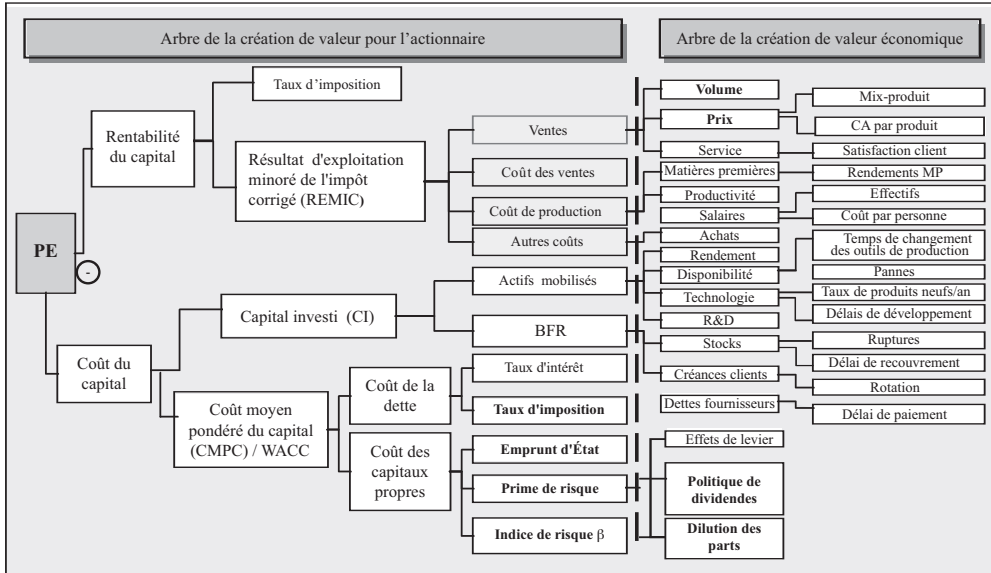 Arbre de la création de valeur pour l'actionnaire
Arbre de la création de valeur économique
Taux d'imposition
Rentabilité
du capital
Résultat d'exploitation
minoré de l'impôt
corrigé (REMIC)
Ventes
Coût des ventes
Coût de production
Autres coûts
PE
-
Capital investi (CI)
Actifs mobilisés
BFR
Coût du
capital
Coût moyen
pondéré du capital
(CMPC) / WACC
Coût de la
dette
Taux d'intérêt
Taux d'imposition
Coût des
capitaux
propres
Emprunt d'État
Prime de risque
Indice de risque β
Volume
Prix
Service
Matières premières
Productivité
Salaires
Achats
Rendement
Disponibilité
Technologie
R&D
Stocks
Créances clients
Dettes fournisseurs
Effets de levier
Politique de
dividendes
Dilution des
parts
Mix-produit
CA par produit
Satisfaction client
Rendements MP
Effectifs
Coût par personne
Temps de changement
des outils de production
Pannes
Taux de produits neufs/an
Délais de développement
Ruptures
Délai de recouvrement
Rotation
Délai de paiement